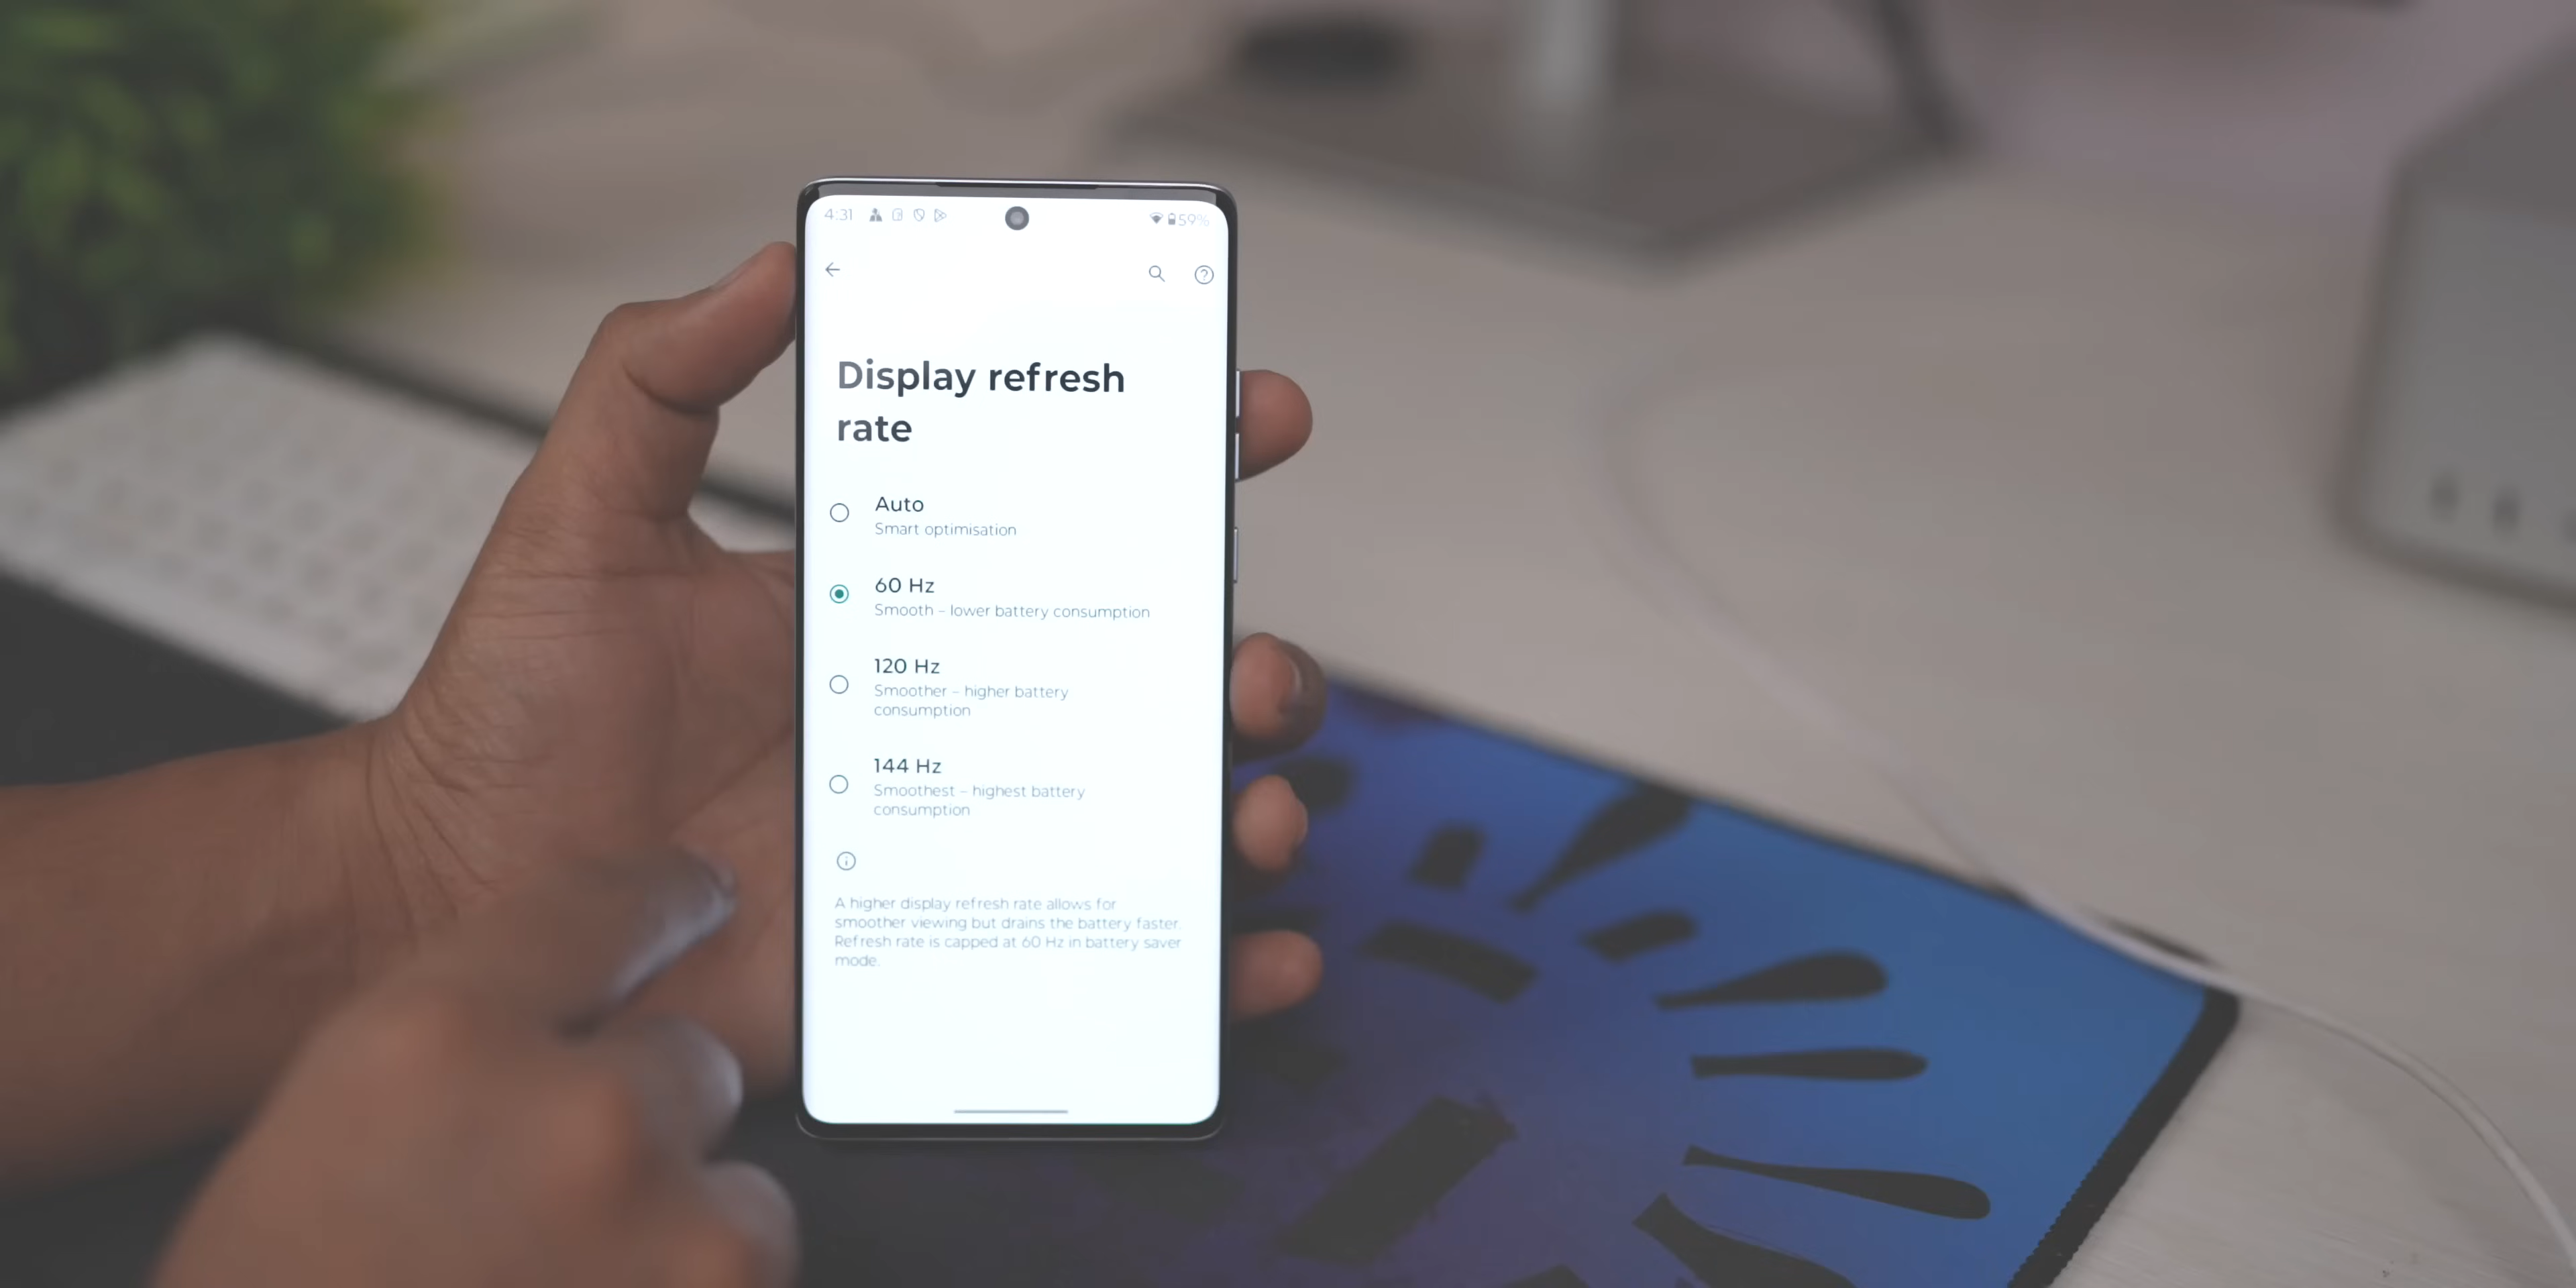 4:31
59%
Display refresh
rate
Auto
Smart optimisation
60 Hz
Smooth – lower battery consumption
120 Hz
Smoother – higher battery
consumption
144 Hz
Smoothest – highest battery
consumption
A higher display refresh rate allows for
smoother viewing but drains the battery faster.
Refresh rate is capped at 60 Hz in battery saver
mode.